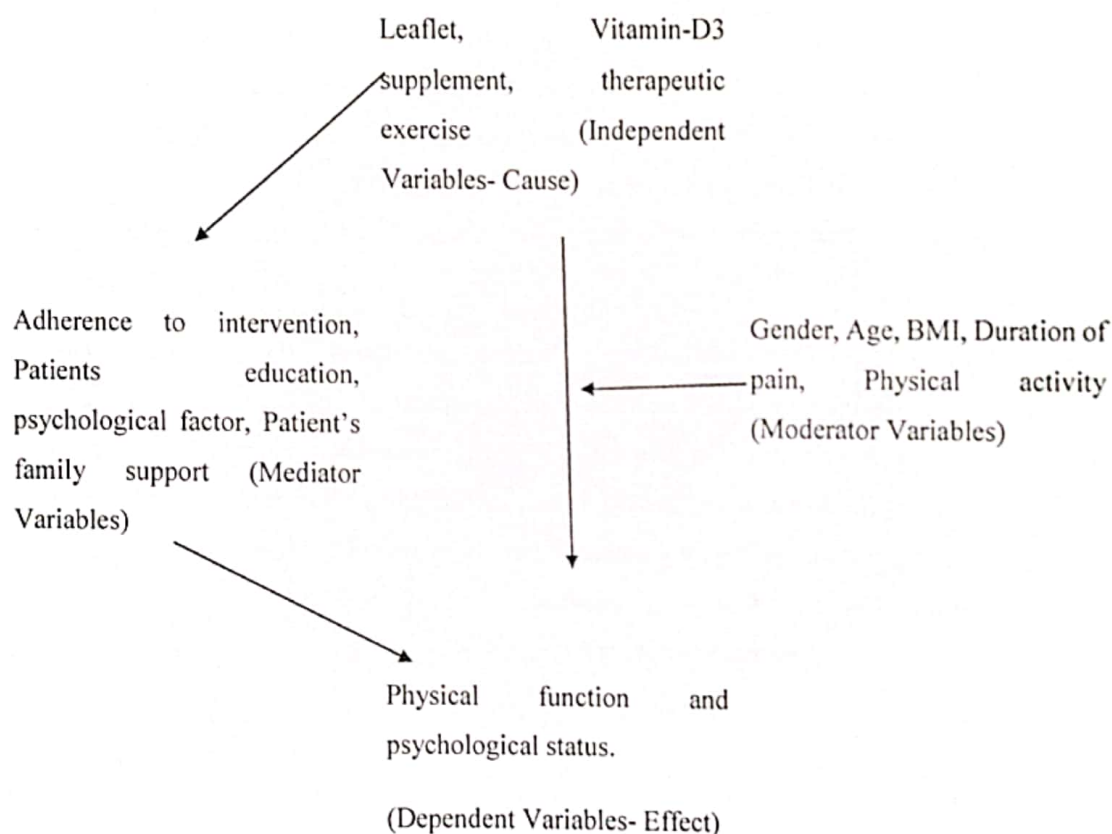 Leaflet, Vitamin-D3
supplement, therapeutic
exercise (Independent
Variables- Cause)
Adherence to intervention,
Patients education,
psychological factor, Patient's
family support (Mediator
Variables)
Gender, Age, BMI, Duration of
pain, Physical activity
(Moderator Variables)
Physical function and
psychological status.
(Dependent Variables- Effect)